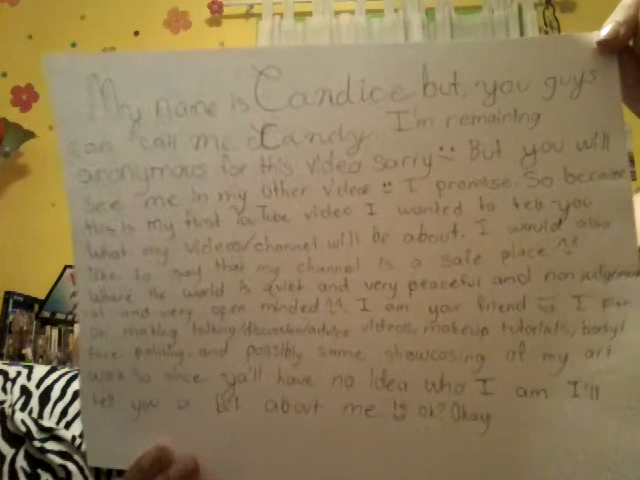 My name is Candice but, you guys
can call me Candy. I'm remaining
anonymous for this video sorry :) But you will
see me in my other videos :) I promise. So because
this is my first YouTube video I wanted to tell you
what my videos/channel will be about. I would also
like to say that my channel is a safe place ^^
Where the world is quiet and very peaceful and non judgment
al and very open minded ^^. I am your friend :) I plan
on making talking/discussion/advice videos, makeup tutorials, body/
face painting, and possibly some showcasing of my art
work So since ya'll have no idea who I am I'll
tell you a bit about me :) ok? Okay